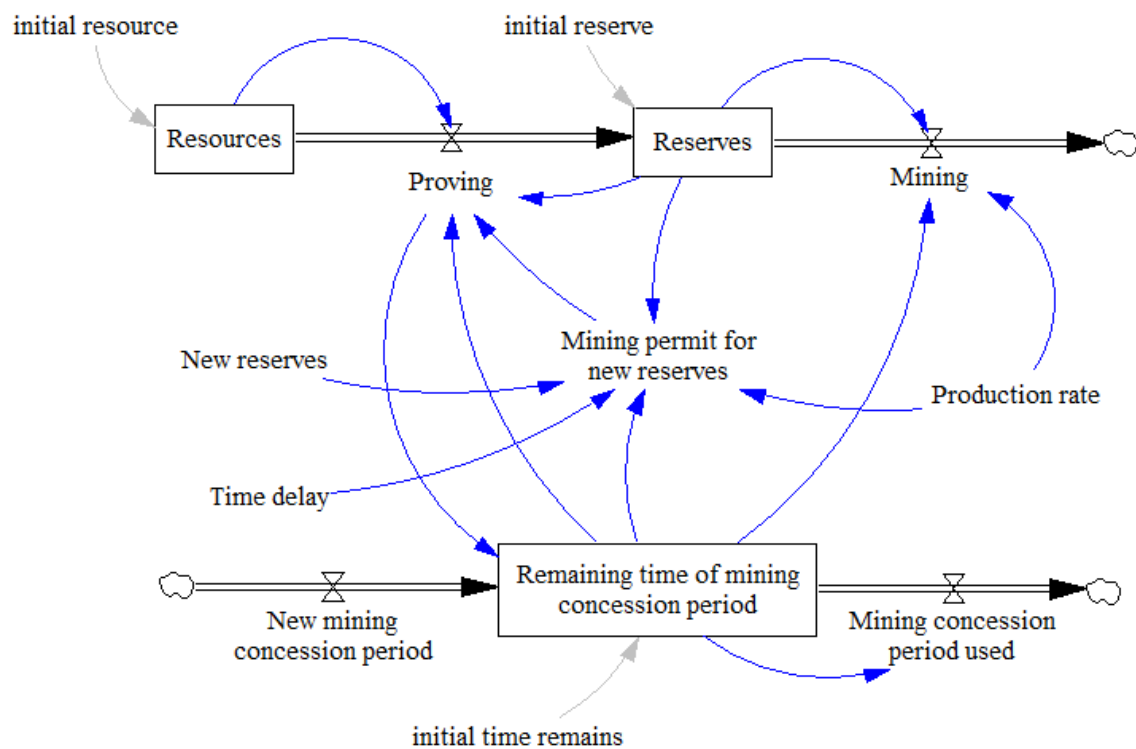 initial resource
initial reserve
Resources
Reserves
Proving
Mining
Mining permit for
new reserves
New reserves
Production rate
Time delay
Remaining time of mining
concession period
New mining
concession period
Mining concession
period used
initial time remains